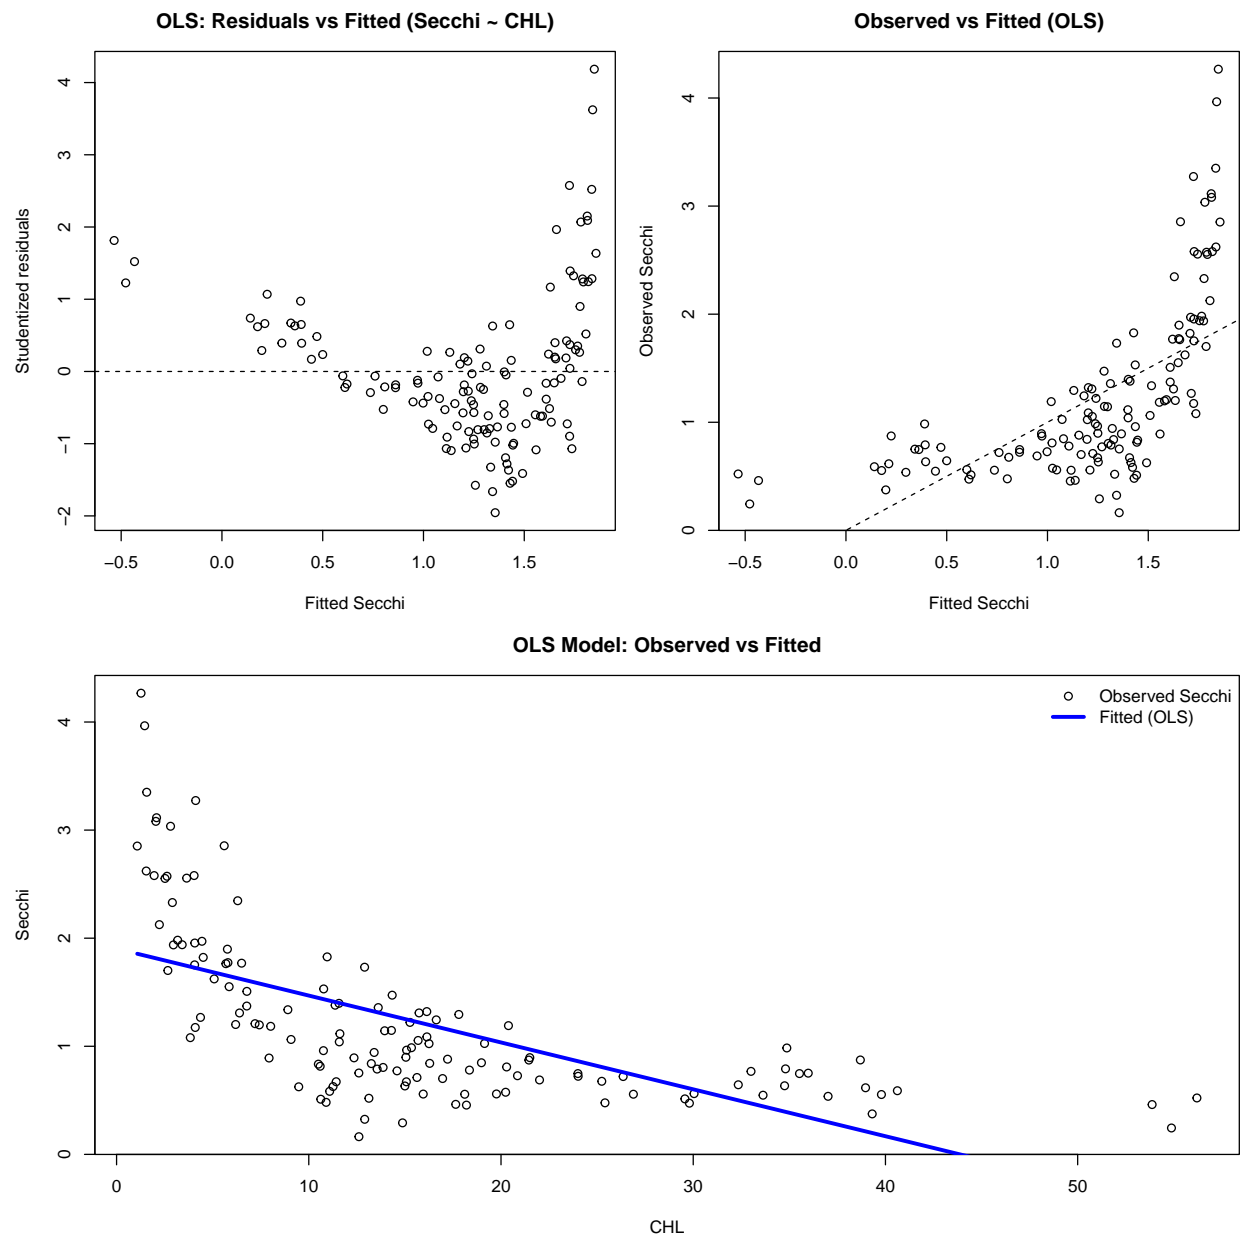 OLS: Residuals vs Fitted (Secchi ~ CHL)
Studentized residuals
4
3
2
1
0
−1
−2
−0.5 0.0 0.5 1.0 1.5
Fitted Secchi
Observed vs Fitted (OLS)
Observed Secchi
4
3
2
1
0
−0.5 0.0 0.5 1.0 1.5
Fitted Secchi
OLS Model: Observed vs Fitted
Secchi
4
3
2
1
0
Observed Secchi
Fitted (OLS)
0 10 20 30 40 50
CHL